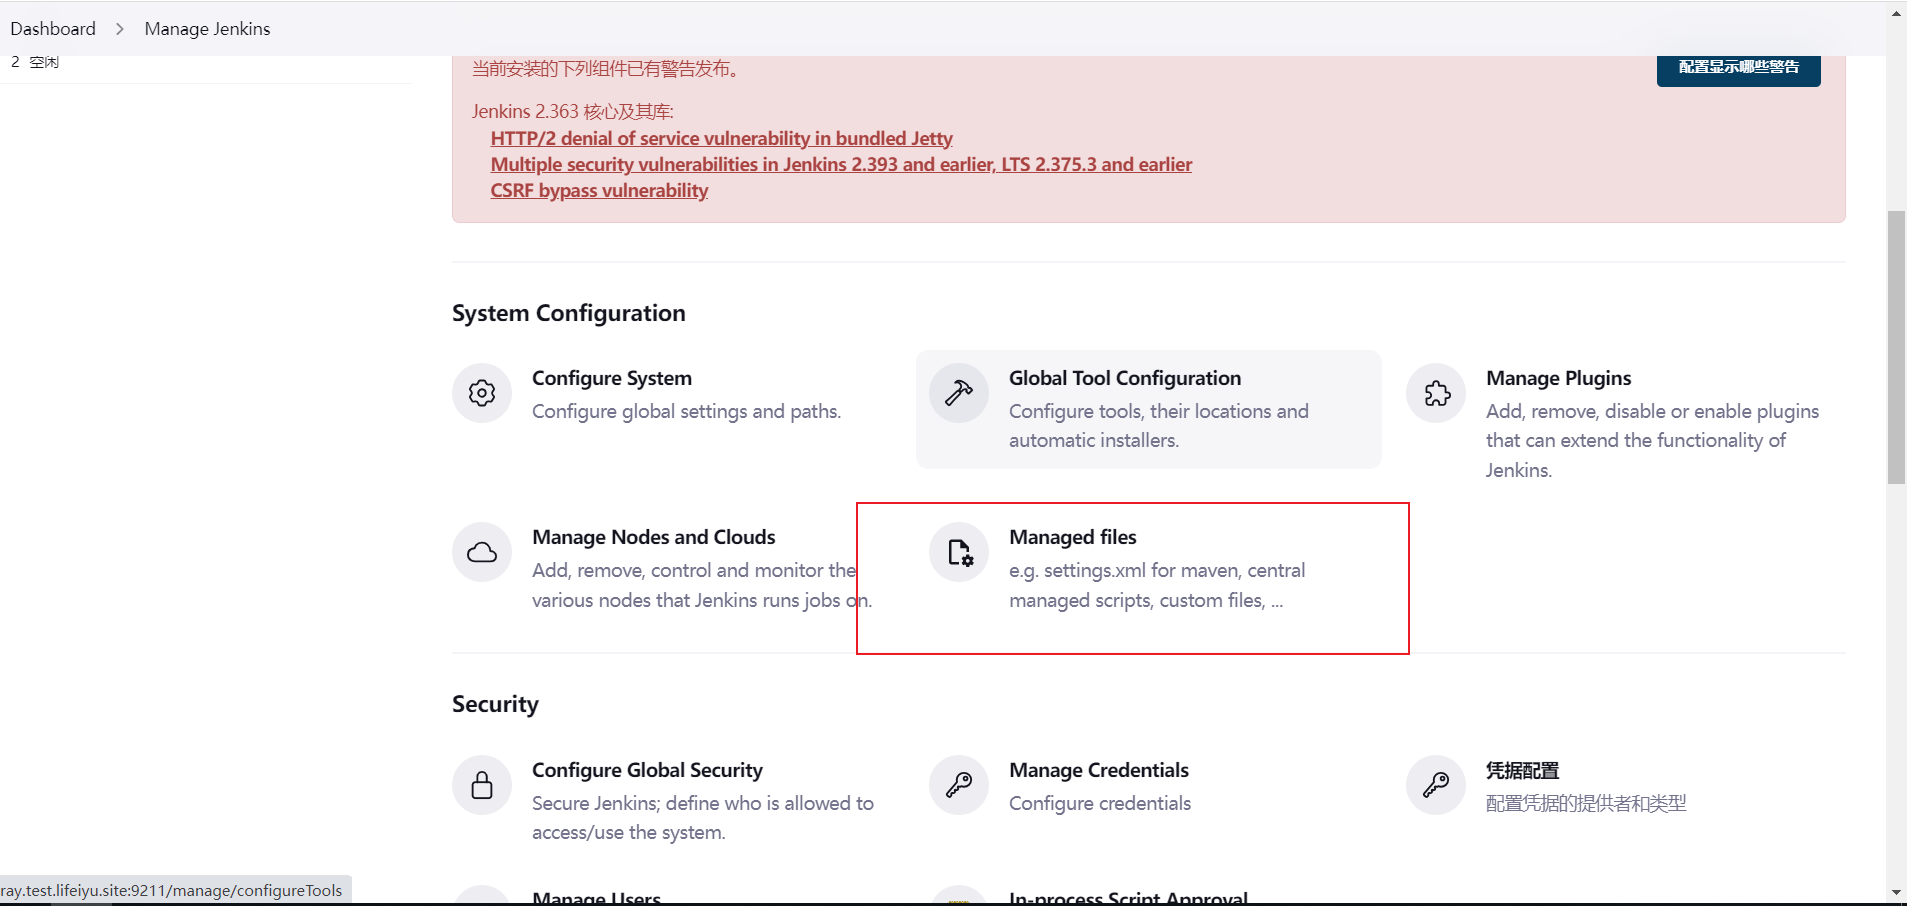 Dashboard > Manage Jenkins
2 空闲
当前安装的下列组件已有警告发布。
配置显示哪些警告
Jenkins 2.363 核心及其库:
HTTP/2 denial of service vulnerability in bundled Jetty
Multiple security vulnerabilities in Jenkins 2.393 and earlier, LTS 2.375.3 and earlier
CSRF bypass vulnerability
System Configuration
Configure System
Configure global settings and paths.
Global Tool Configuration
Configure tools, their locations and
automatic installers.
Manage Plugins
Add, remove, disable or enable plugins
that can extend the functionality of
Jenkins.
Manage Nodes and Clouds
Add, remove, control and monitor the
various nodes that Jenkins runs jobs on.
Managed files
e.g. settings.xml for maven, central
managed scripts, custom files, ...
Security
Configure Global Security
Secure Jenkins; define who is allowed to
access/use the system.
Manage Credentials
Configure credentials
凭据配置
配置凭据的提供者和类型
Manage Users
In-process Script Approval
ray.test.lifeiyu.site:9211/manage/configureTools